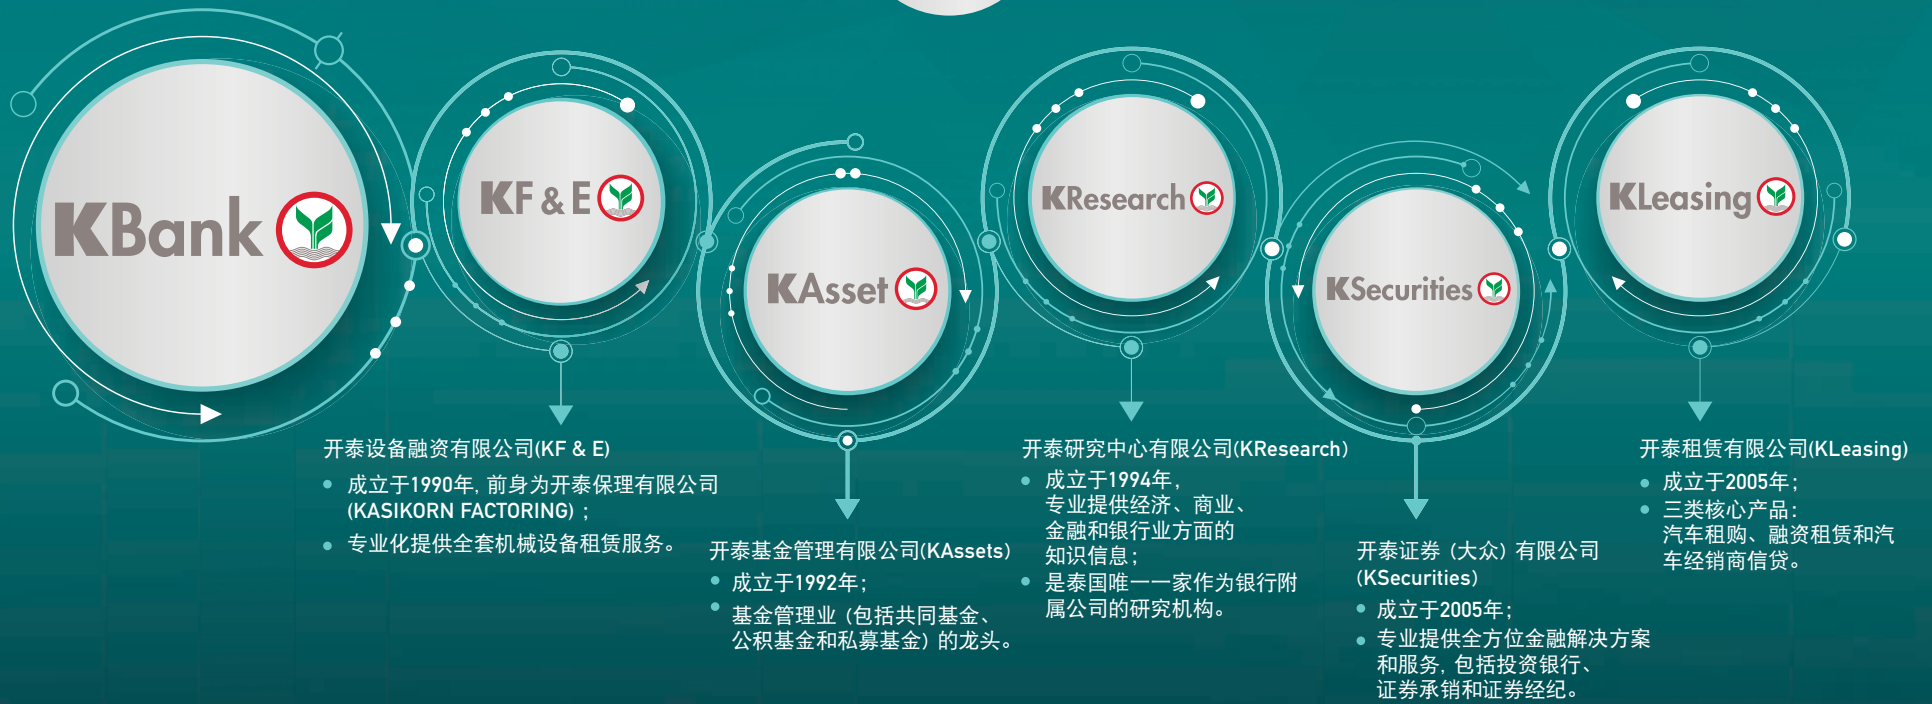 KBank
KF & E
KAsset
KResearch
KSecurities
KLeasing
开泰设备融资有限公司(KF & E)
成立于1990年, 前身为开泰保理有限公司
(KASIKORN FACTORING) ；
专业化提供全套机械设备租赁服务。
开泰基金管理有限公司(KAssets)
成立于1992年；
基金管理业 (包括共同基金、
公积基金和私募基金) 的龙头。
开泰研究中心有限公司(KResearch)
成立于1994年，
专业提供经济、商业、
金融和银行业方面的
知识信息；
是泰国唯一一家作为银行附
属公司的研究机构。
开泰证券 (大众) 有限公司
(KSecurities)
成立于2005年；
专业提供全方位金融解决方案
和服务, 包括投资银行、
证券承销和证券经纪。
开泰租赁有限公司(KLeasing)
成立于2005年；
三类核心产品：
汽车租购、融资租赁和汽
车经销商信贷。